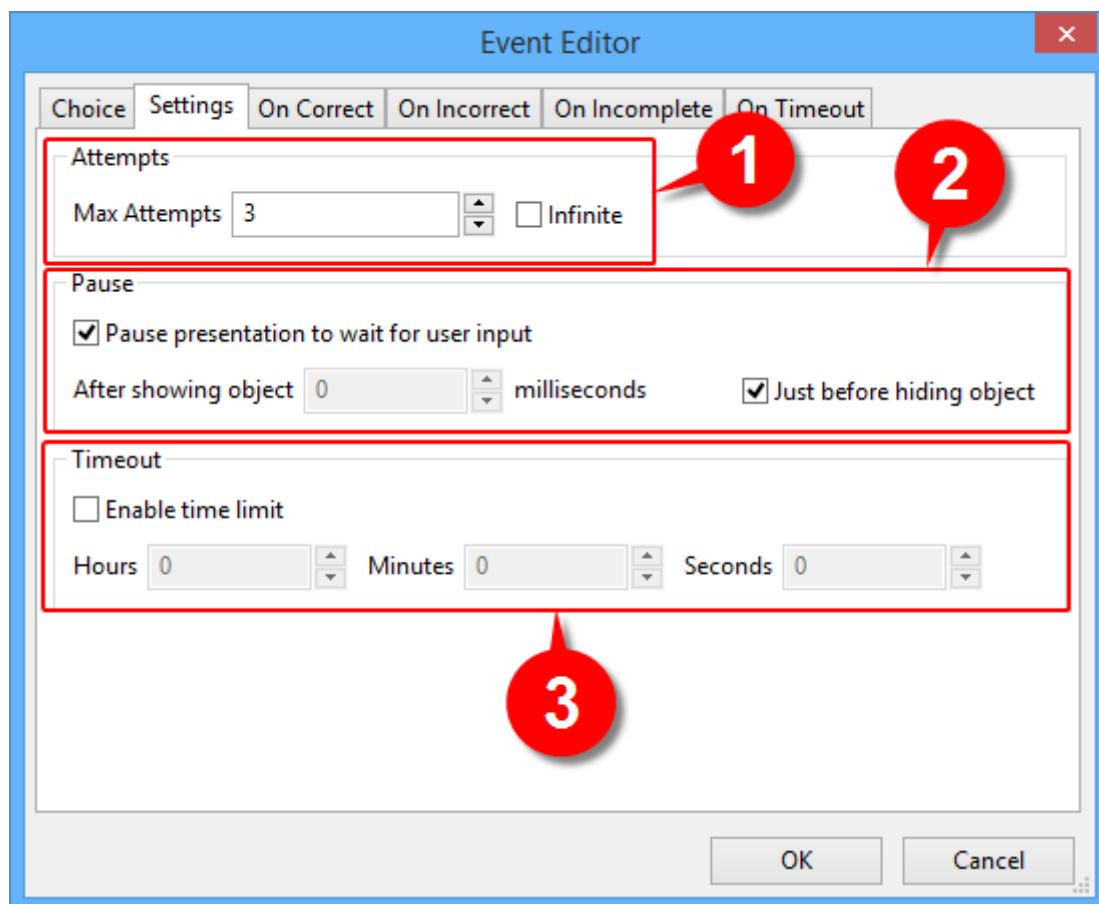 Event Editor
Choice Settings On Correct On Incorrect On Incomplete On Timeout
Attempts
1
2
Max Attempts 3 Infinite
Pause
Pause presentation to wait for user input
After showing object 0 milliseconds Just before hiding object
Timeout
Enable time limit
Hours 0 Minutes 0 Seconds 0
3
OK Cancel